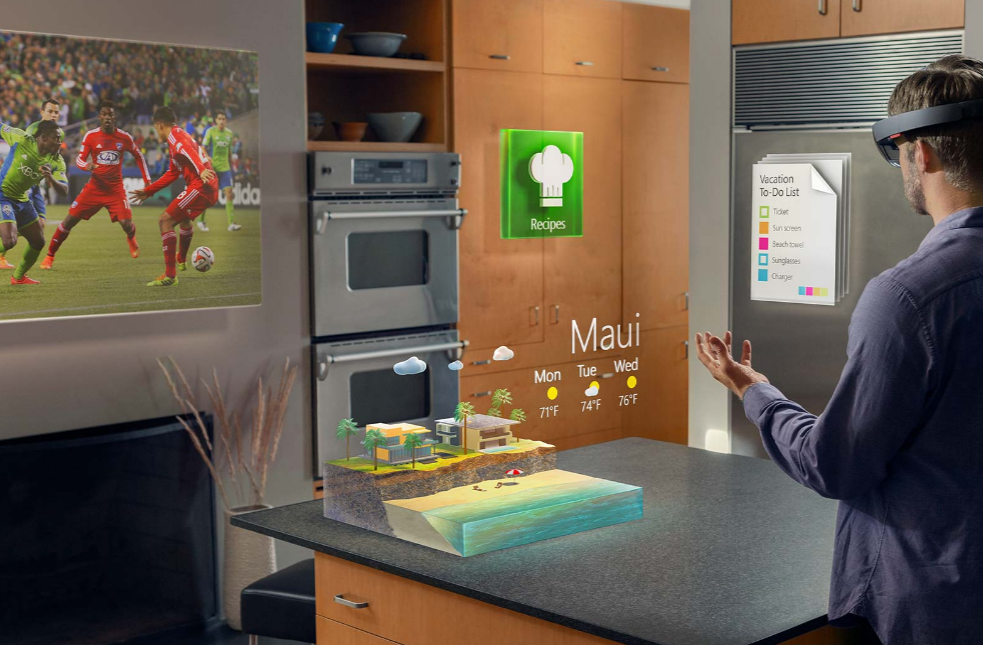 adidas
Recipes
Maui
Mon Tue Wed
71°F 74°F 76°F
Vacation
To-Do List
Ticket
Sun screen
Beach towel
Sunglasses
Charger